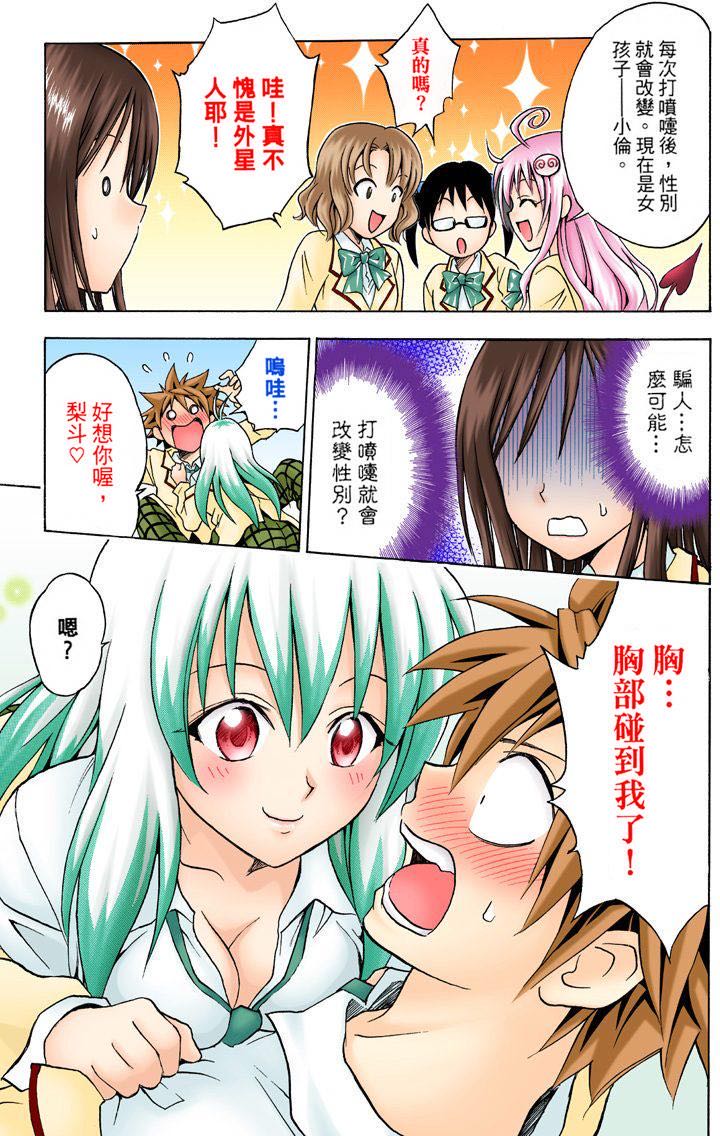 每次打噴嚏後，性別
就會改變。現在是女
孩子——小倫。
真的嗎？
哇！真不
愧是外星
人耶！
騙人…怎
麼可能…
打噴嚏就會
改變性別？
嗚哇…
好想你喔，
梨斗♡
胸…
胸部碰到我了！
嗯？